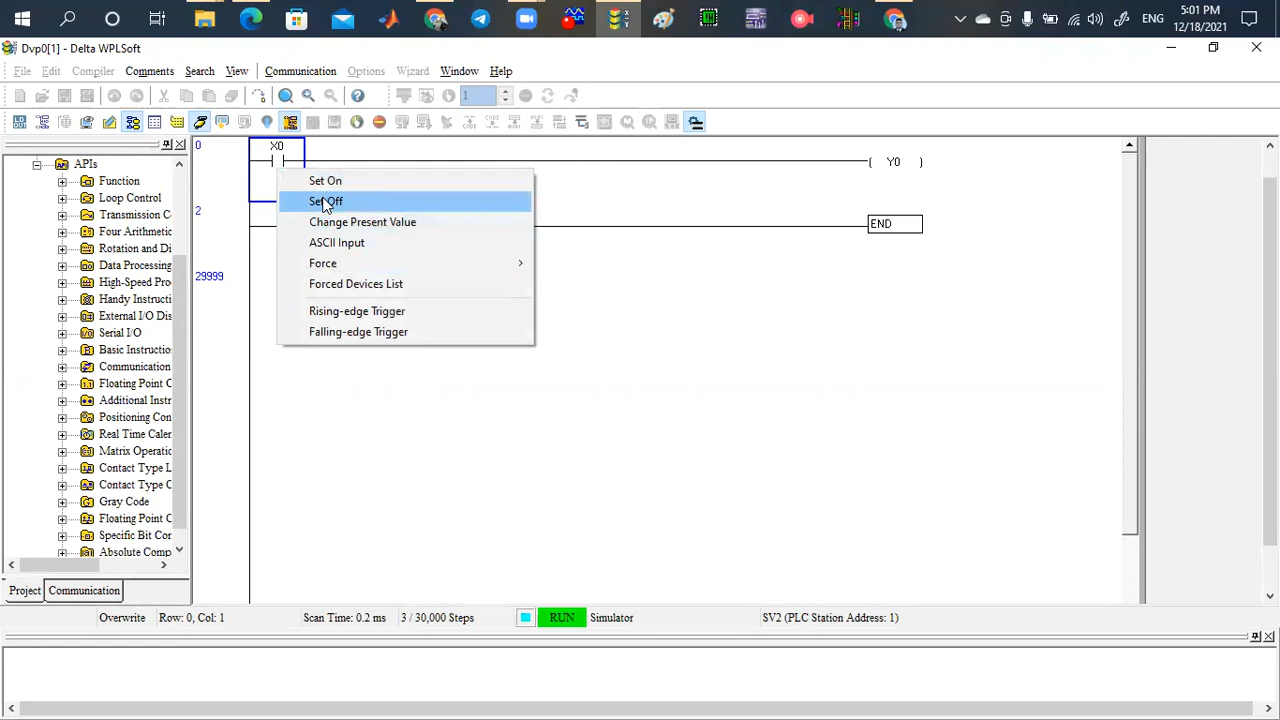 5:01 PM
ENG
12/18/2021
Dvp0[1] - Delta WPLSoft
File Edit Compiler Comments Search View Communication Options Wizard Window Help
1
APIs
Function
Loop Control
Transmission C
Four Arithmetic
Rotation and Di
Data Processing
High-Speed Pro
Handy Instructi
External I/O Dis
Serial I/O
Basic Instruction
Communication
Floating Point C
Additional Instr
Positioning Con
Real Time Caler
Matrix Operatio
Contact Type L
Contact Type C
Gray Code
Floating Point C
Specific Bit Con
Absolute Comp
Project Communication
0 X0
( Y0 )
2
END
29999
Set On
Set Off
Change Present Value
ASCII Input
Force
Forced Devices List
Rising-edge Trigger
Falling-edge Trigger
Overwrite Row: 0, Col: 1 Scan Time: 0.2 ms 3 / 30,000 Steps RUN Simulator SV2 (PLC Station Address: 1)